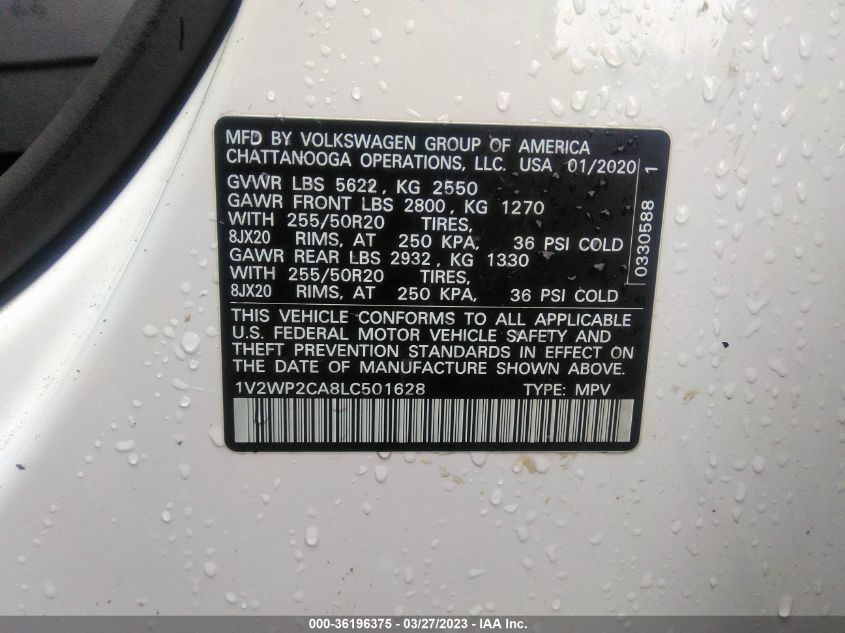 MFD BY VOLKSWAGEN GROUP OF AMERICA
CHATTANOOGA OPERATIONS, LLC. USA 01/2020
GVWR LBS 5622, KG 2550
GAWR FRONT LBS 2800, KG 1270
WITH 255/50R20 TIRES,
8JX20 RIMS, AT 250 KPA, 36 PSI COLD
GAWR REAR LBS 2932, KG 1330
WITH 255/50R20 TIRES,
8JX20 RIMS, AT 250 KPA, 36 PSI COLD
0330588 1
THIS VEHICLE CONFORMS TO ALL APPLICABLE
U.S. FEDERAL MOTOR VEHICLE SAFETY AND
THEFT PREVENTION STANDARDS IN EFFECT ON
THE DATE OF MANUFACTURE SHOWN ABOVE.
1V2WP2CA8LC501628 TYPE: MPV
000-36196375 - 03/27/2023 - IAA Inc.